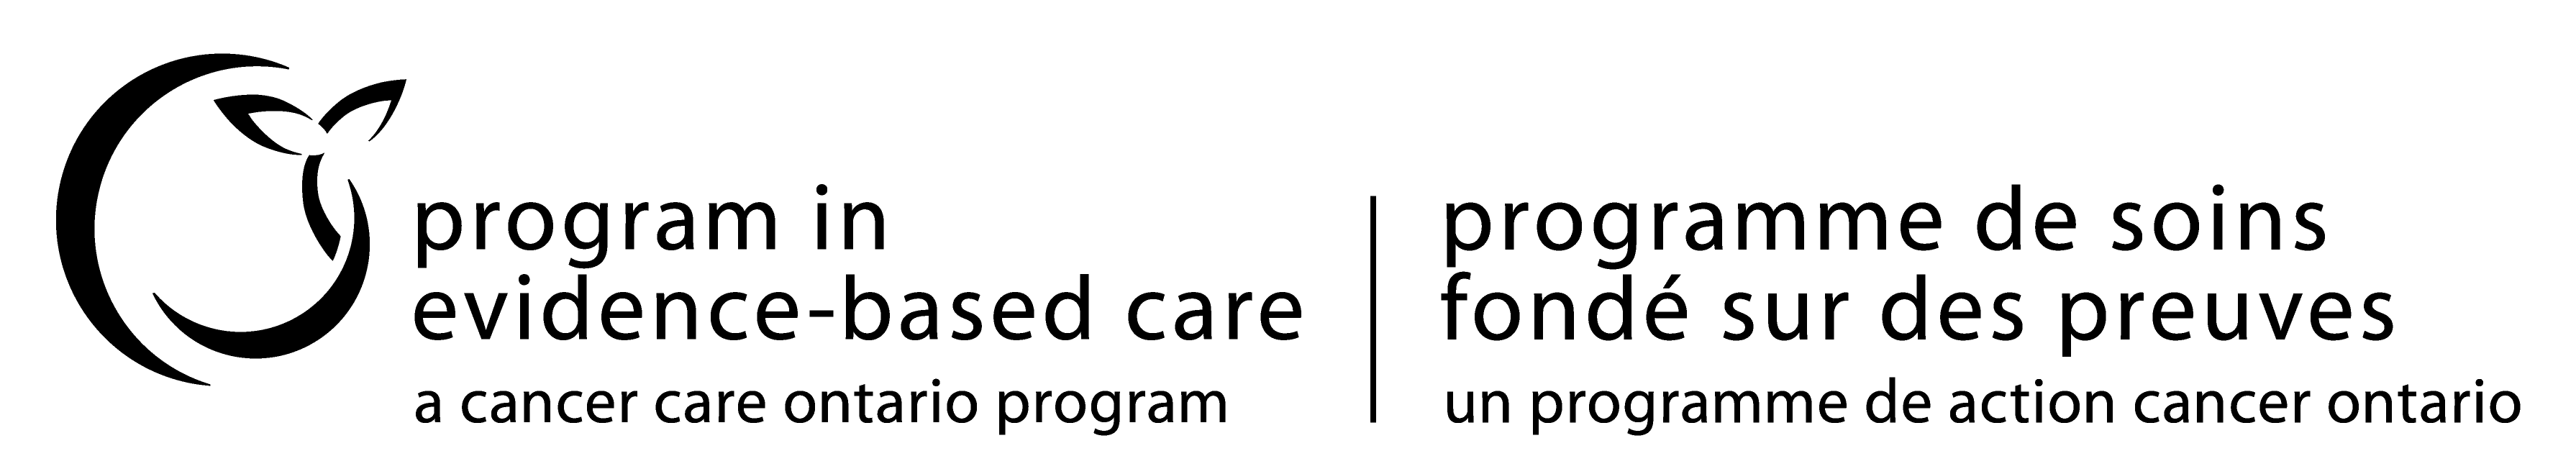 program in
evidence-based care
a cancer care ontario program
programme de soins
fondé sur des preuves
un programme de action cancer ontario